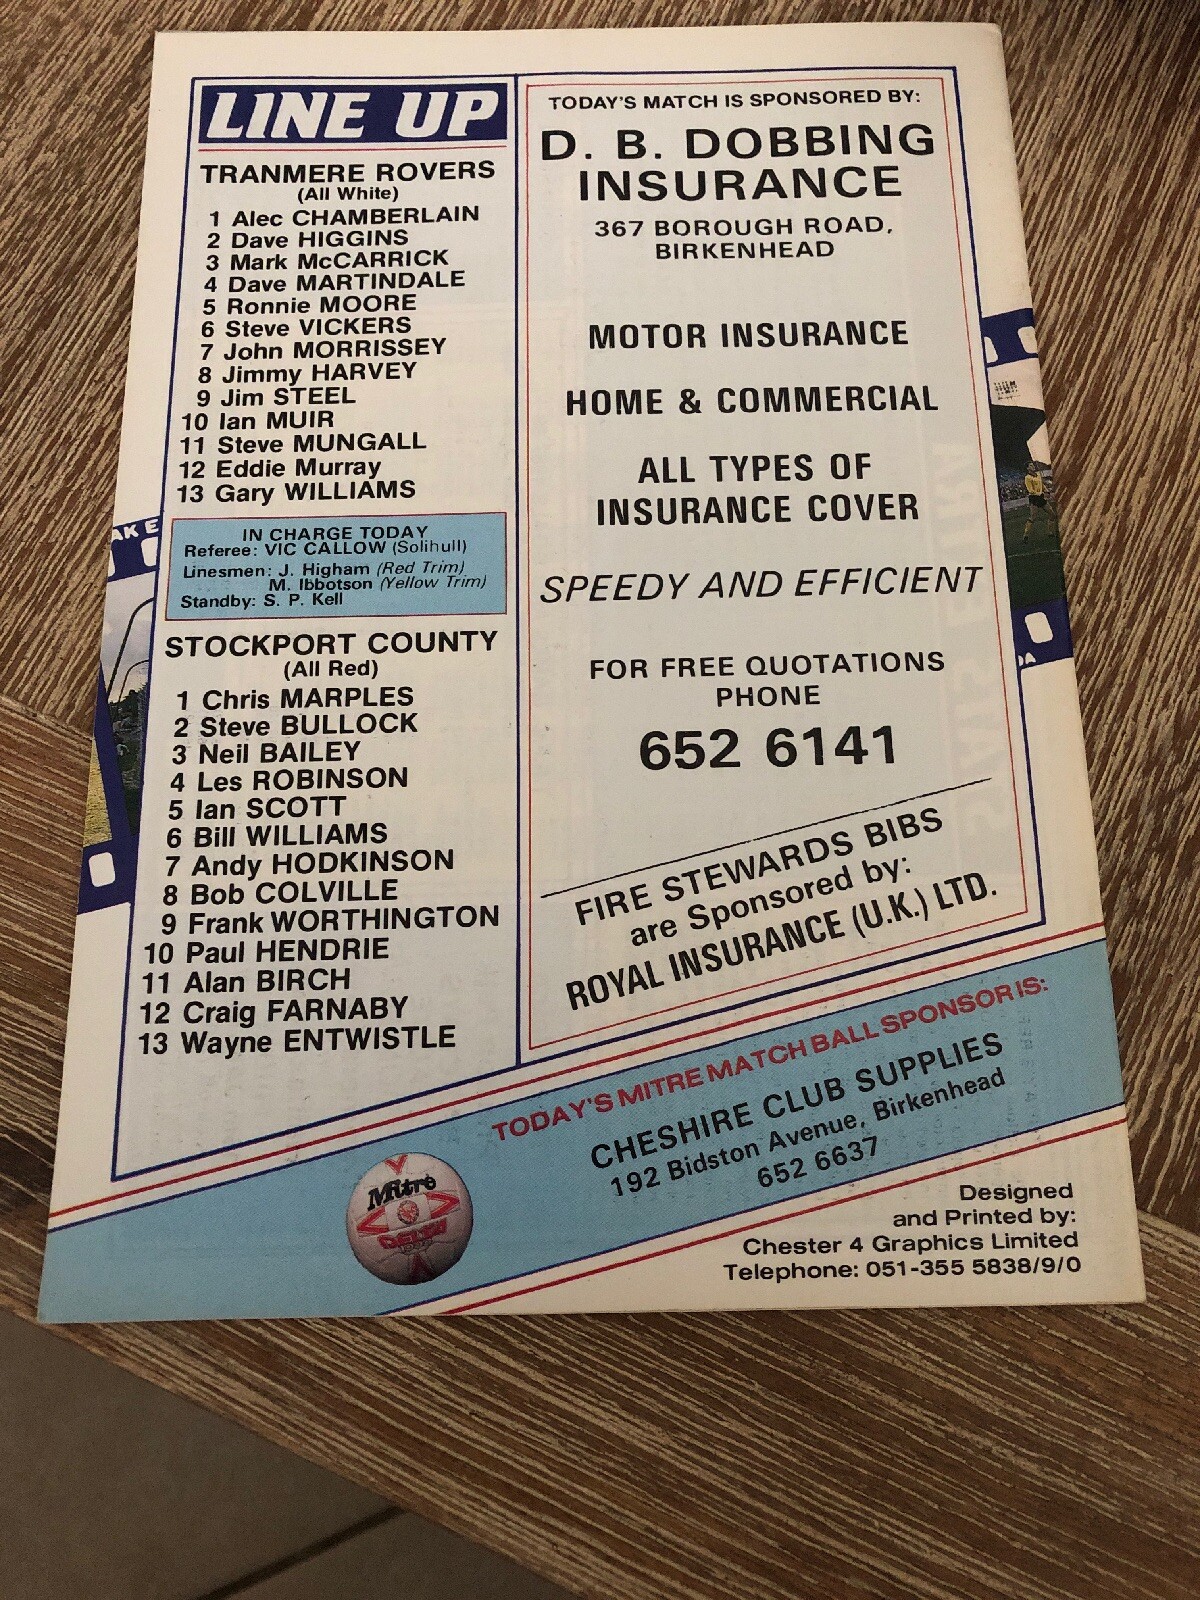 LINE UP
TRANMERE ROVERS
(All White)
1 Alec CHAMBERLAIN
2 Dave HIGGINS
3 Mark McCARRICK
4 Dave MARTINDALE
5 Ronnie MOORE
6 Steve VICKERS
7 John MORRISSEY
8 Jimmy HARVEY
9 Jim STEEL
10 Ian MUIR
11 Steve MUNGALL
12 Eddie Murray
13 Gary WILLIAMS
IN CHARGE TODAY
Referee: VIC CALLOW (Solihull)
Linesmen: J. Higham (Red Trim)
M. Ibbotson (Yellow Trim)
Standby: S. P. Kell
STOCKPORT COUNTY
(All Red)
1 Chris MARPLES
2 Steve BULLOCK
3 Neil BAILEY
4 Les ROBINSON
5 Ian SCOTT
6 Bill WILLIAMS
7 Andy HODKINSON
8 Bob COLVILLE
9 Frank WORTHINGTON
10 Paul HENDRIE
11 Alan BIRCH
12 Craig FARNABY
13 Wayne ENTWISTLE
TODAY'S MATCH IS SPONSORED BY:
D. B. DOBBING
INSURANCE
367 BOROUGH ROAD,
BIRKENHEAD
MOTOR INSURANCE
HOME & COMMERCIAL
ALL TYPES OF
INSURANCE COVER
SPEEDY AND EFFICIENT
FOR FREE QUOTATIONS
PHONE
652 6141
FIRE STEWARDS BIBS
are Sponsored by:
ROYAL INSURANCE (U.K.) LTD.
TODAY'S MITRE MATCH BALL SPONSOR IS:
CHESHIRE CLUB SUPPLIES
192 Bidston Avenue, Birkenhead
652 6637
Mitre
Designed
and Printed by:
Chester 4 Graphics Limited
Telephone: 051-355 5838/9/0